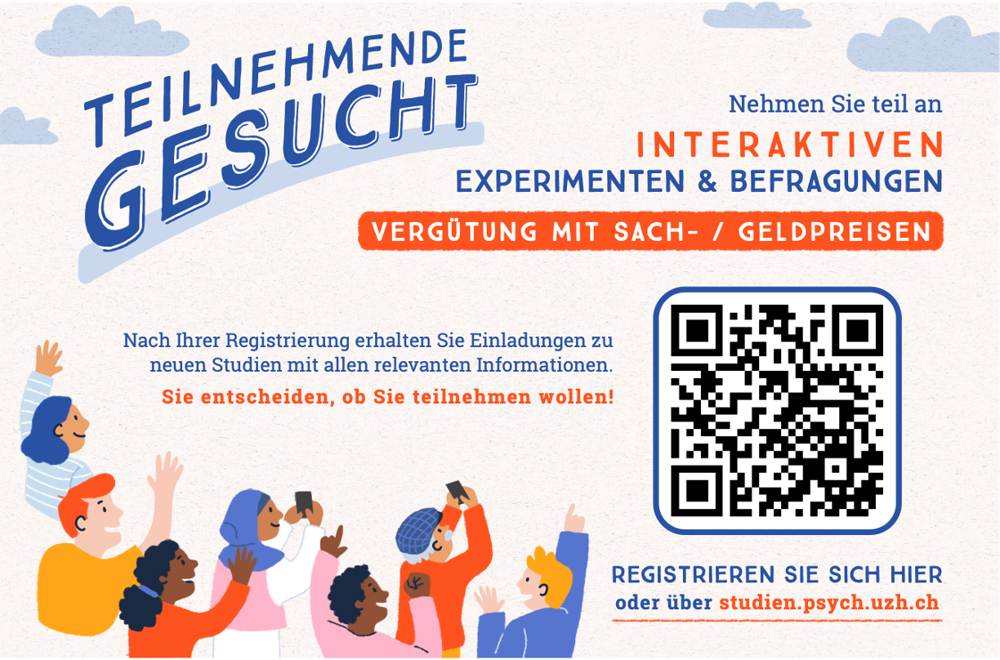 TEILNEHMENDE
GESUCHT
Nehmen Sie teil an
INTERAKTIVEN
EXPERIMENTEN & BEFRAGUNGEN
VERGÜTUNG MIT SACH- / GELDPREISEN
Nach Ihrer Registrierung erhalten Sie Einladungen zu
neuen Studien mit allen relevanten Informationen.
Sie entscheiden, ob Sie teilnehmen wollen!
REGISTRIEREN SIE SICH HIER
oder über studien.psych.uzh.ch